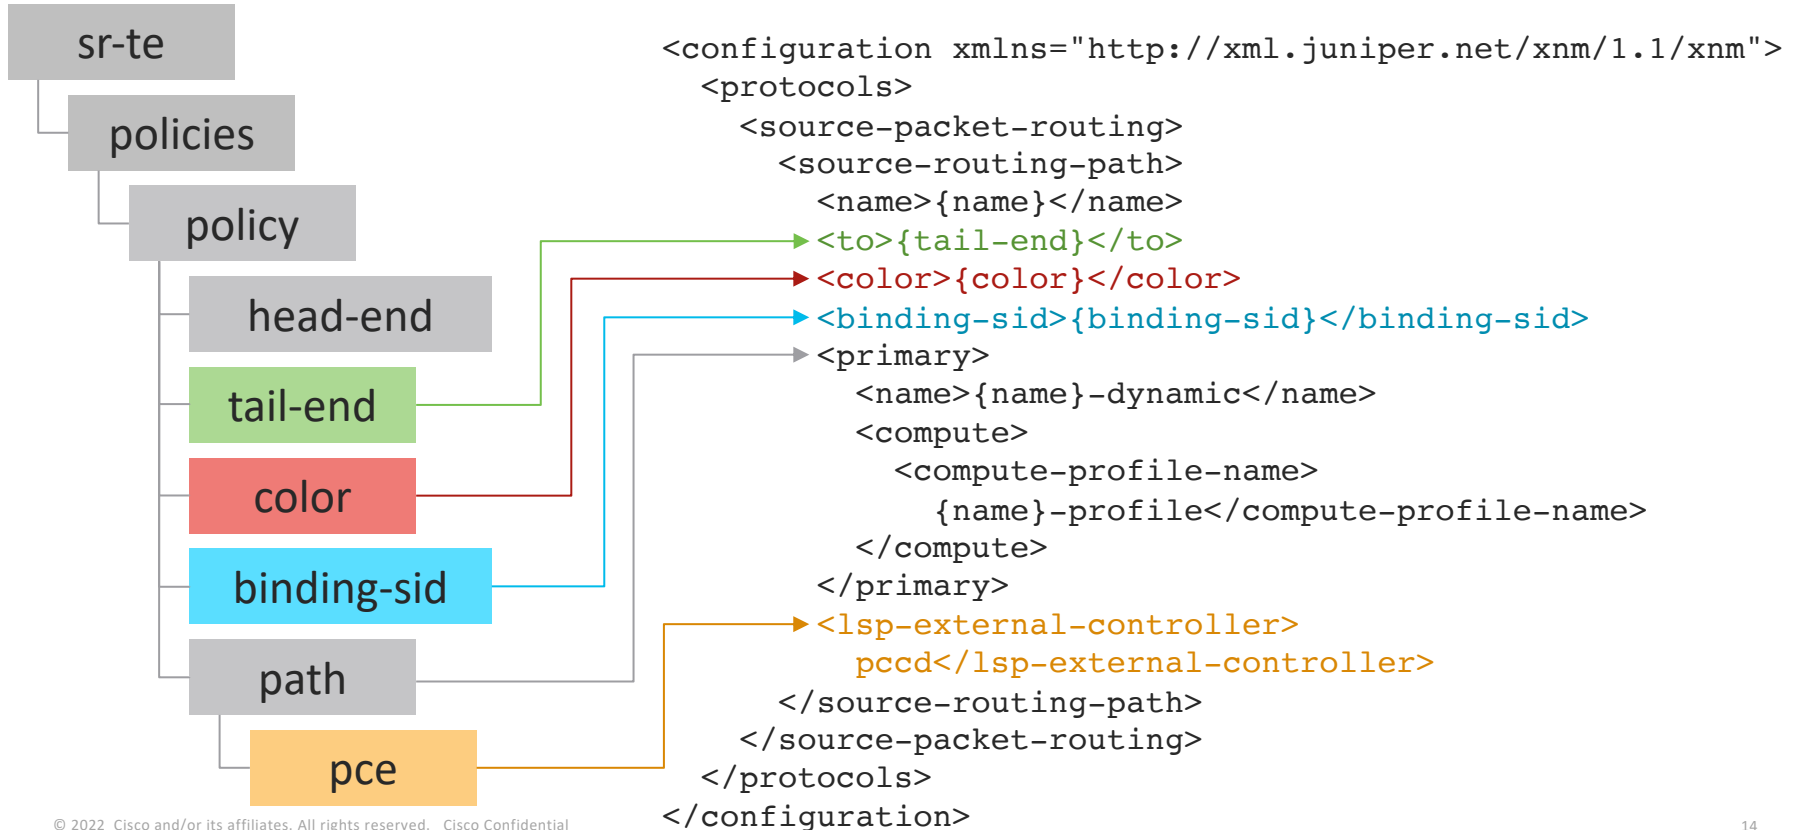 sr-te
policies
policy
head-end
tail-end
color
binding-sid
path
pce
<configuration xmlns="http://xml.juniper.net/xnm/1.1/xnm">
<protocols>
<source-packet-routing>
<source-routing-path>
<name>{name}</name>
<to>{tail-end}</to>
<color>{color}</color>
<binding-sid>{binding-sid}</binding-sid>
<primary>
<name>{name}-dynamic</name>
<compute>
<compute-profile-name>
{name}-profile</compute-profile-name>
</compute>
</primary>
<lsp-external-controller>
pccd</lsp-external-controller>
</source-routing-path>
</source-packet-routing>
</protocols>
</configuration>
© 2022 Cisco and/or its affiliates. All rights reserved. Cisco Confidential
14